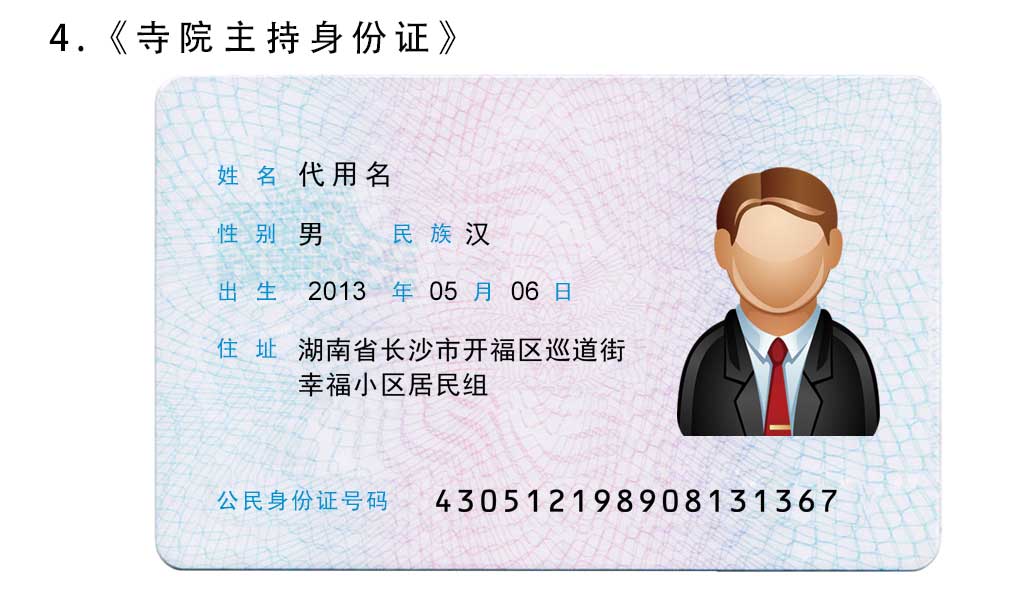 4.《寺院主持身份证》
姓名 代用名
性别 男 民族 汉
出生 2013 年 05 月 06 日
住址 湖南省长沙市开福区巡道街
幸福小区居民组
公民身份证号码 430512198908131367